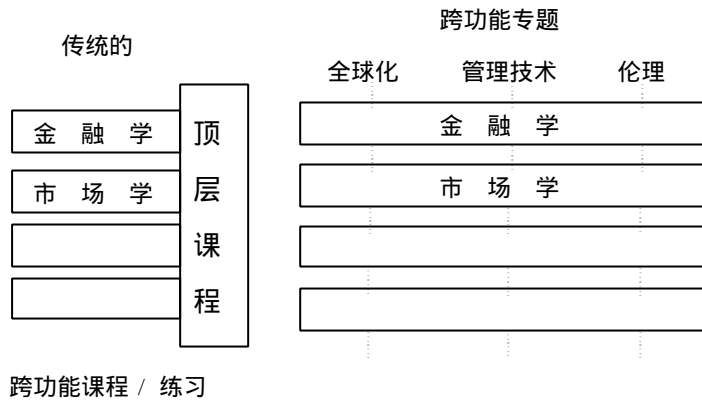 传统的
金 融 学
市 场 学
顶
层
课
程
跨功能课程 / 练习
跨功能专题
全球化 管理技术 伦理
金 融 学
市 场 学